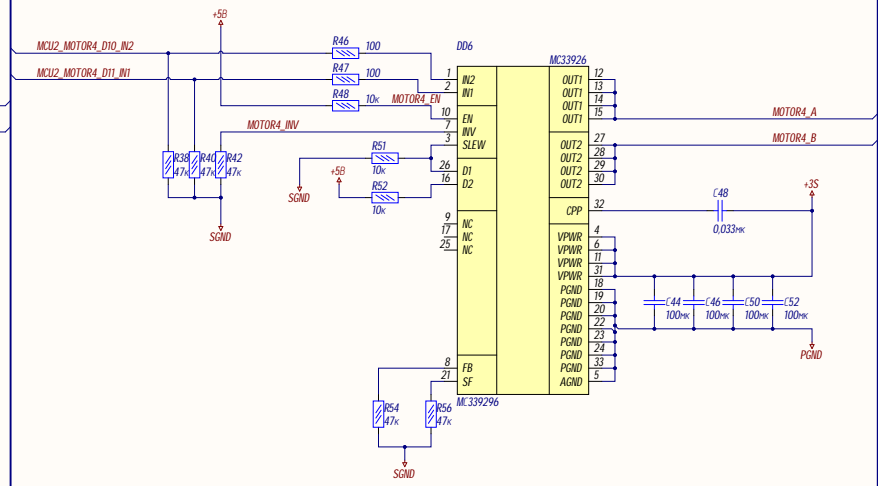 +5В
MCU2_MOTOR4_D10_IN2
R46
100
DD6
MC33926
MCU2_MOTOR4_D11_IN1
R47
100
1 IN2
2 IN1
OUT1 12
OUT1 13
OUT1 14
OUT1 15
R48
10к
MOTOR4_EN
10 EN
MOTOR4_A
MOTOR4_INV
7 INV
3 SLEW
OUT2 27
OUT2 28
OUT2 29
OUT2 30
MOTOR4_B
R38
47к
R40
47к
R42
47к
R51
10к
26 D1
16 D2
+5В
R52
10к
SGND
SGND
CPP 32
C48
0,033мк
+3S
9 NC
17 NC
25 NC
VPWR 4
VPWR 6
VPWR 11
VPWR 31
PGND 18
PGND 19
PGND 20
PGND 22
PGND 23
PGND 24
PGND 33
AGND 5
C44
100мк
C46
100мк
C50
100мк
C52
100мк
PGND
8 FB
21 SF
MC339296
R54
47к
R56
47к
SGND